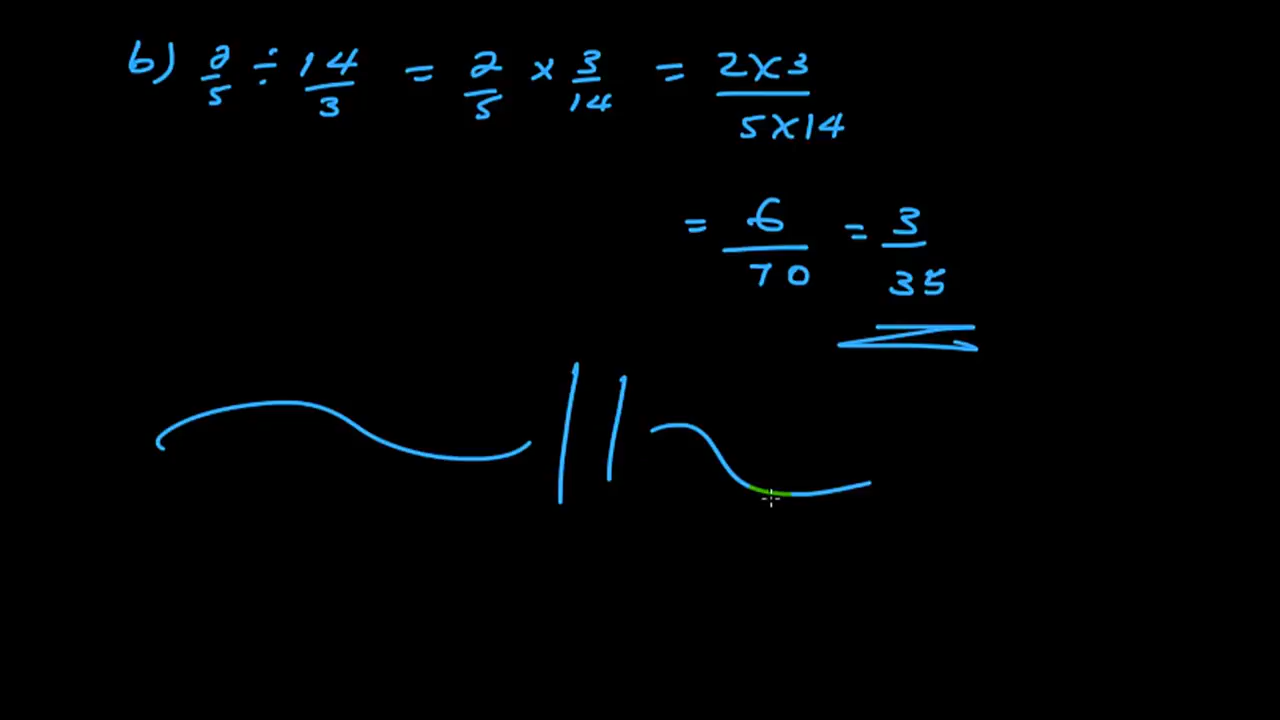 b) 2/5 ÷ 14/3 = 2/5 × 3/14 = 2×3/5×14
= 6/70 = 3/35